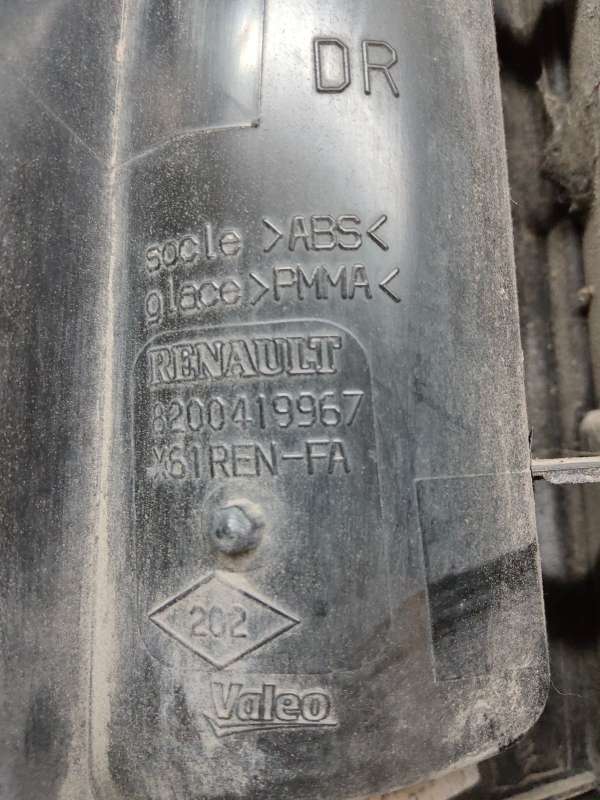 DR
socle >ABS<
glace >PMMA<
RENAULT
8200419967
X61REN-FA
202
Valeo